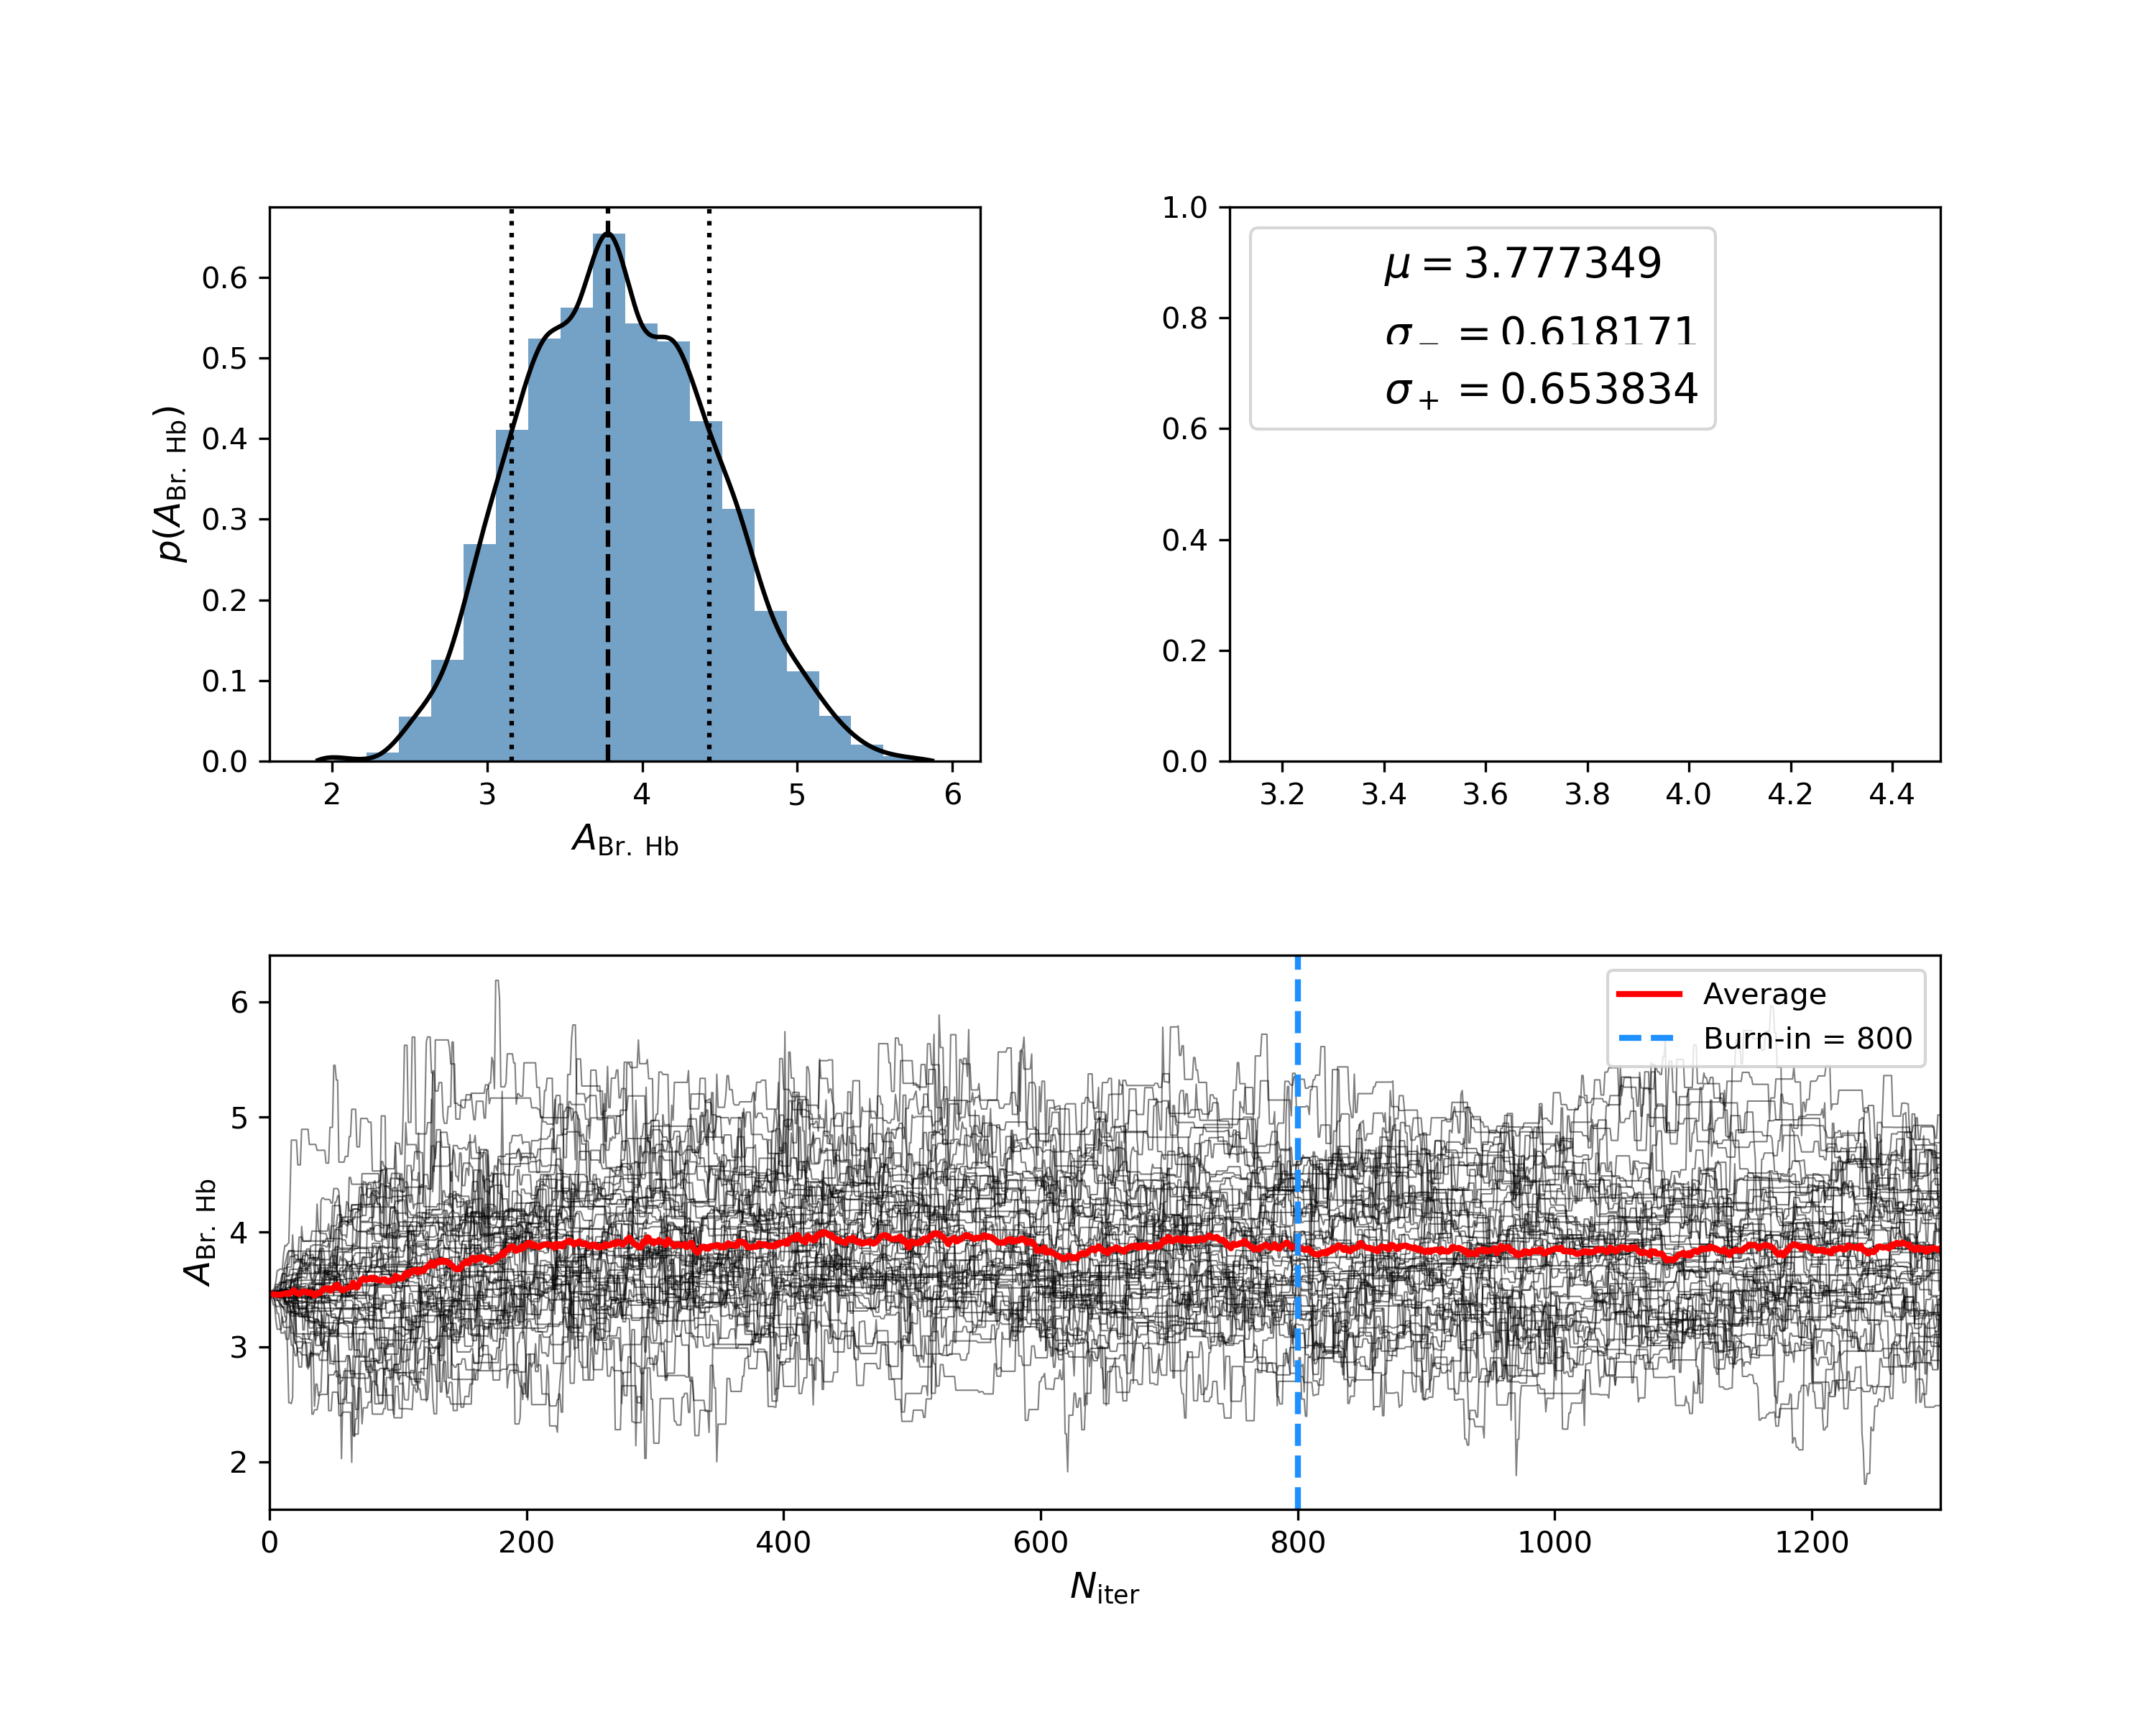 p(A_Br. Hb)
0.6
0.5
0.4
0.3
0.2
0.1
0.0
2 3 4 5 6
A_Br. Hb
1.0
0.8
0.6
0.4
0.2
0.0
μ = 3.777349
σ_− = 0.618171
σ_+ = 0.653834
3.2 3.4 3.6 3.8 4.0 4.2 4.4
A_Br. Hb
6
5
4
3
2
Average
Burn-in = 800
0 200 400 600 800 1000 1200
N_iter